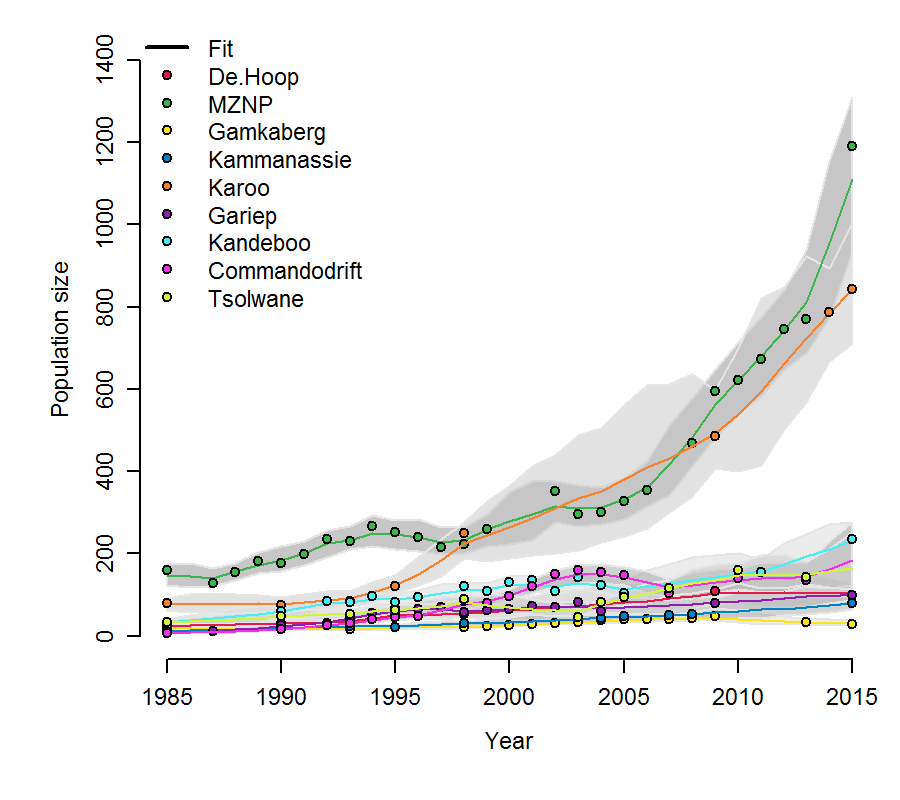 Fit
De.Hoop
MZNP
Gamkaberg
Kammanassie
Karoo
Gariep
Kandeboo
Commandodrift
Tsolwane
Population size
1400
1200
1000
800
600
400
200
0
1985 1990 1995 2000 2005 2010 2015
Year